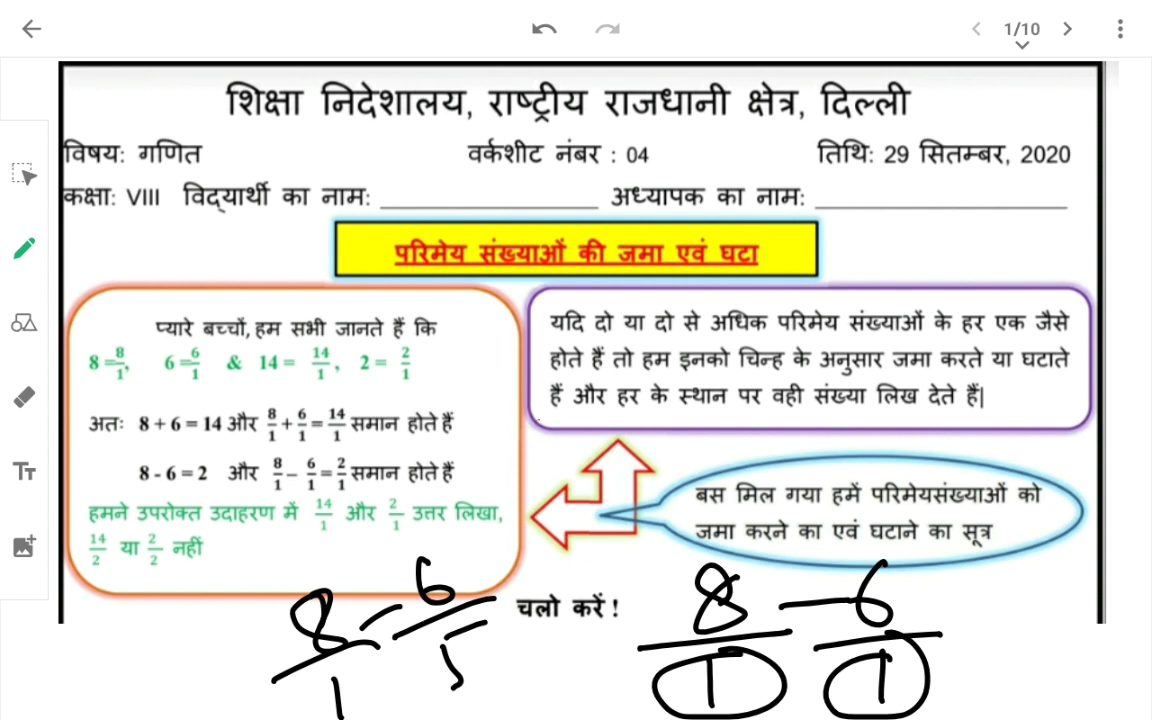 1/10
शिक्षा निदेशालय, राष्ट्रीय राजधानी क्षेत्र, दिल्ली
विषय: गणित वर्कशीट नंबर : 04 तिथि: 29 सितम्बर, 2020
कक्षा: VIII विद्यार्थी का नाम: ________________ अध्यापक का नाम: ____________________
परिमेय संख्याओं की जमा एवं घटा
प्यारे बच्चों, हम सभी जानते हैं कि
8 = 8/1, 6 = 6/1 & 14 = 14/1, 2 = 2/1
अतः 8 + 6 = 14 और 8/1 + 6/1 = 14/1 समान होते हैं
8 - 6 = 2 और 8/1 - 6/1 = 2/1 समान होते हैं
हमने उपरोक्त उदाहरण में 14/1 और 2/1 उत्तर लिखा,
14/2 या 2/2 नहीं
यदि दो या दो से अधिक परिमेय संख्याओं के हर एक जैसे
होते हैं तो हम इनको चिन्ह के अनुसार जमा करते या घटाते
हैं और हर के स्थान पर वही संख्या लिख देते हैं|
बस मिल गया हमें परिमेयसंख्याओं को
जमा करने का एवं घटाने का सूत्र
चलो करें !
8/1 - 6/1
8/1 - 6/1
Tт